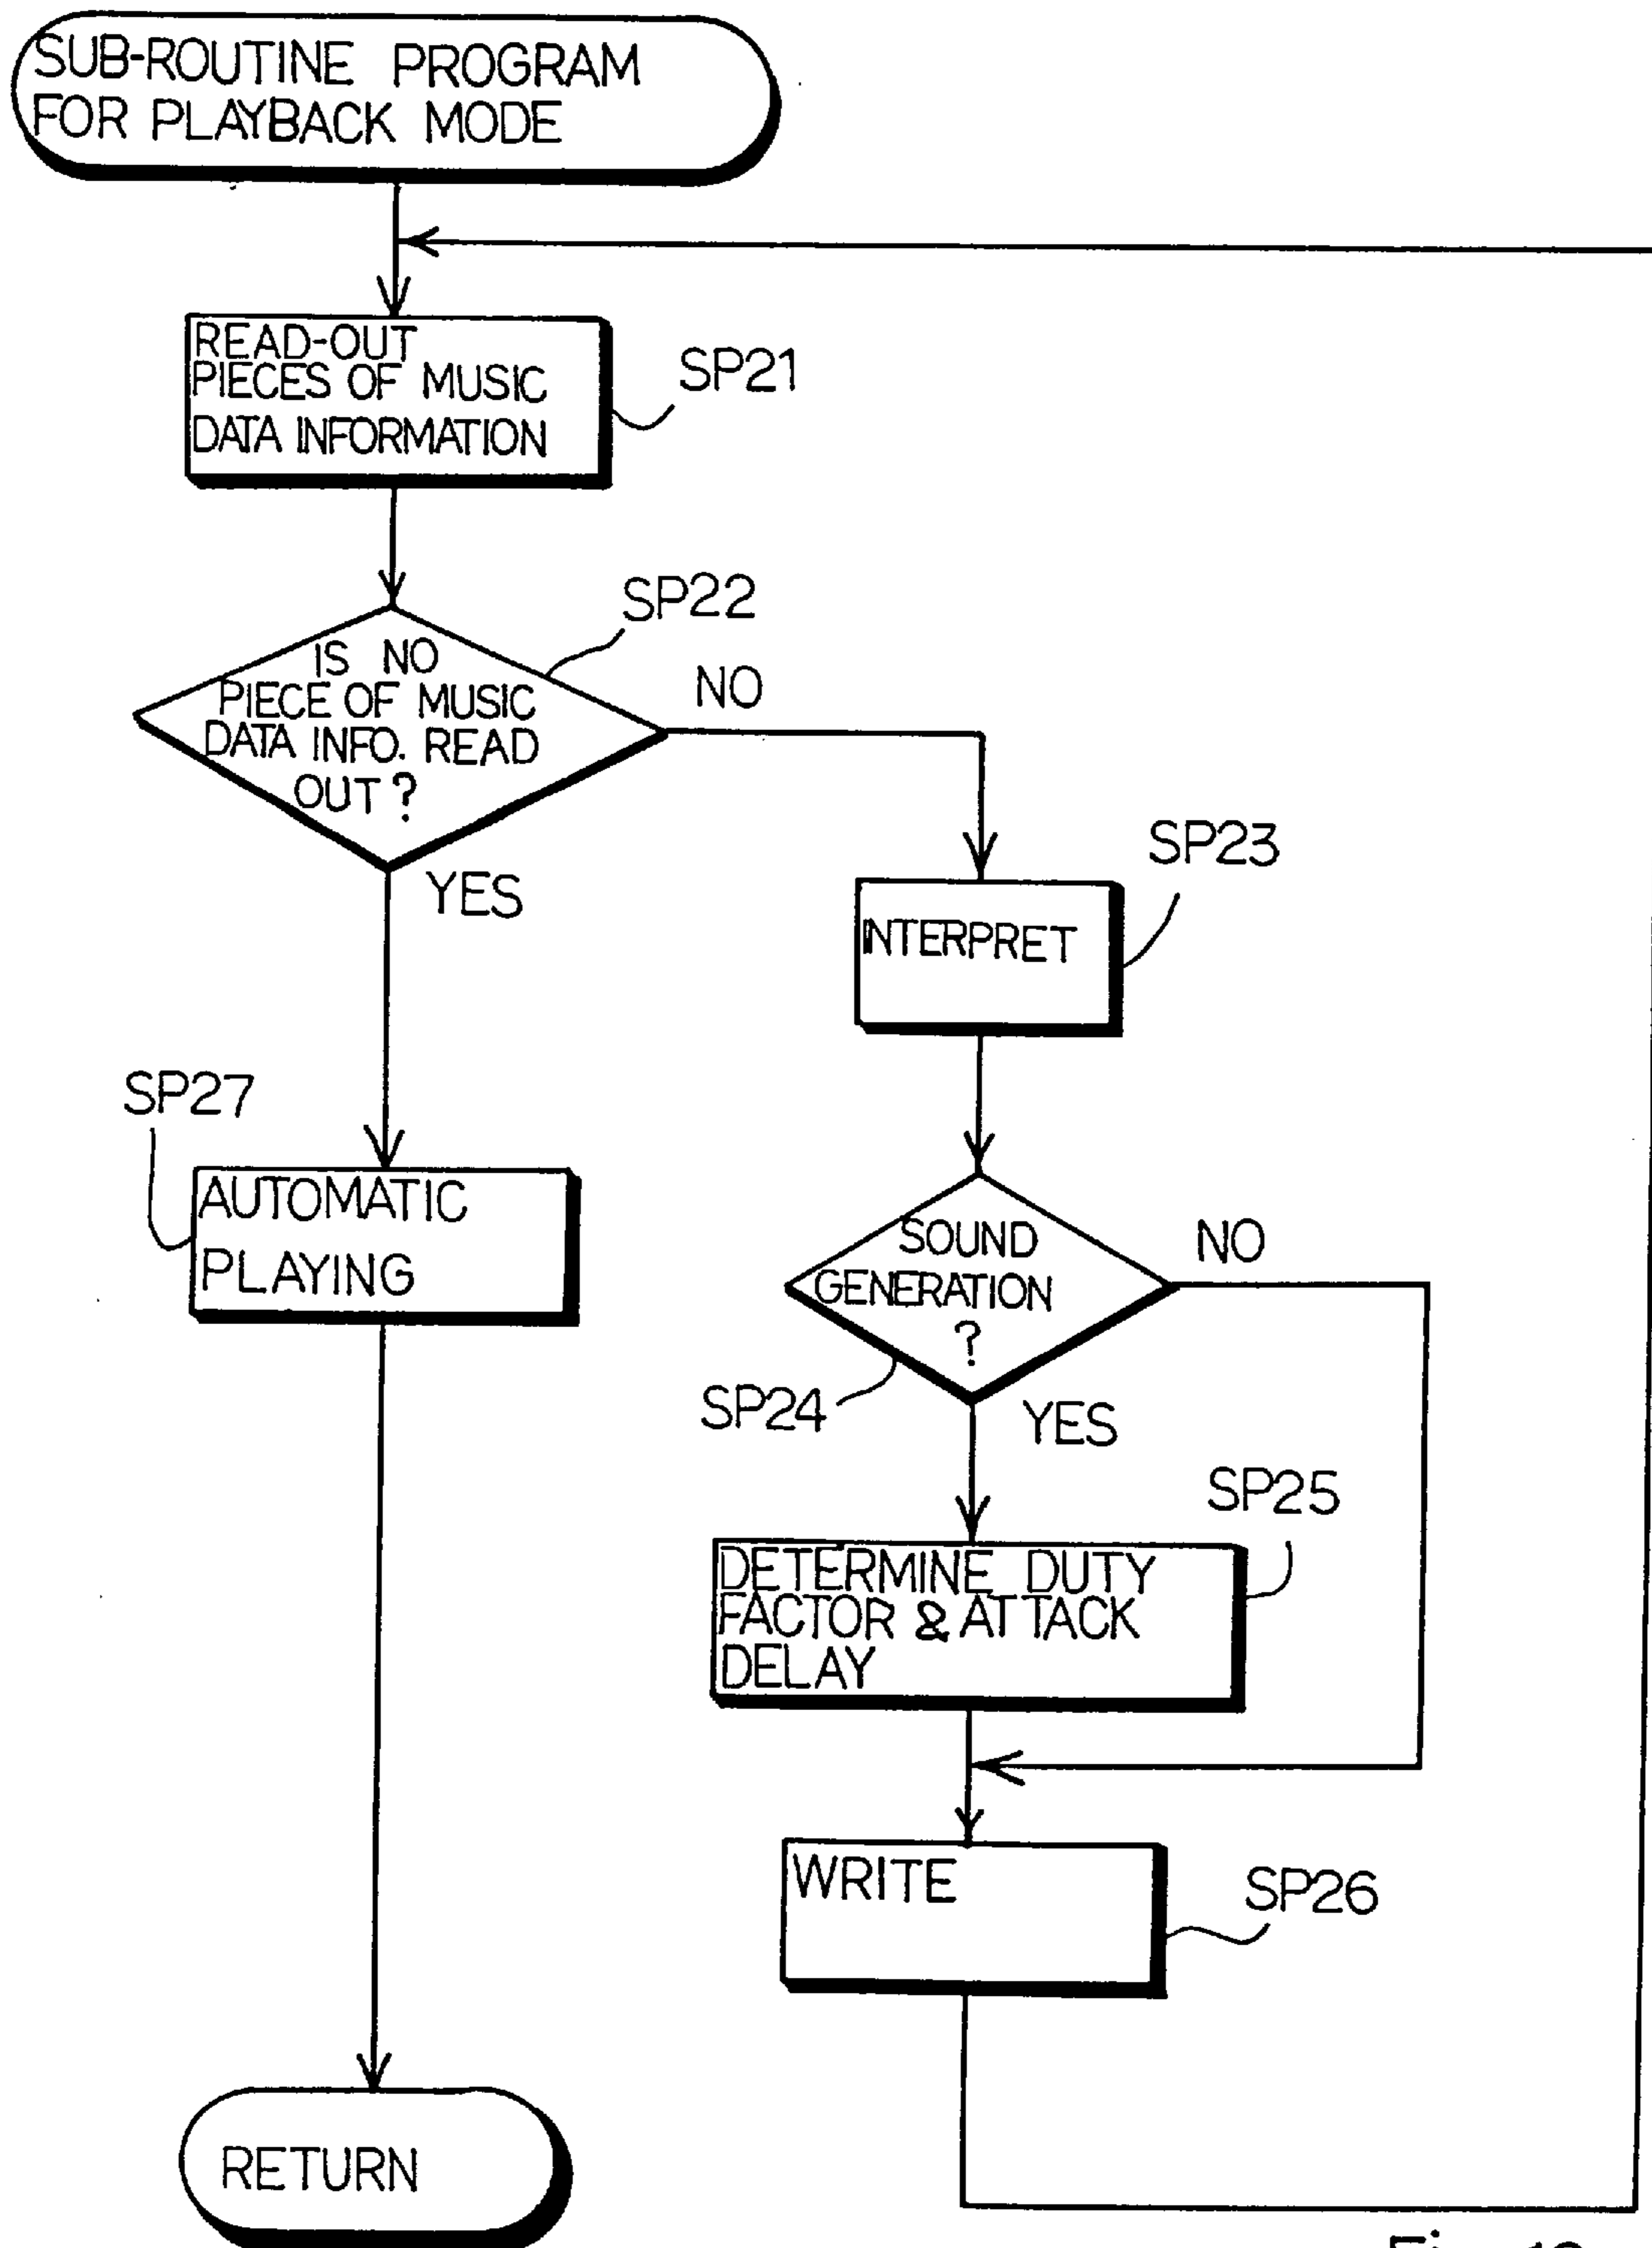 SUB-ROUTINE PROGRAM
FOR PLAYBACK MODE
READ-OUT
PIECES OF MUSIC
DATA INFORMATION
SP21
SP22
IS NO
PIECE OF MUSIC
DATA INFO. READ
OUT?
NO
YES
SP23
INTERPRET
SP27
AUTOMATIC
PLAYING
SOUND
GENERATION
?
NO
SP24
YES
SP25
DETERMINE DUTY
FACTOR & ATTACK
DELAY
WRITE
SP26
RETURN